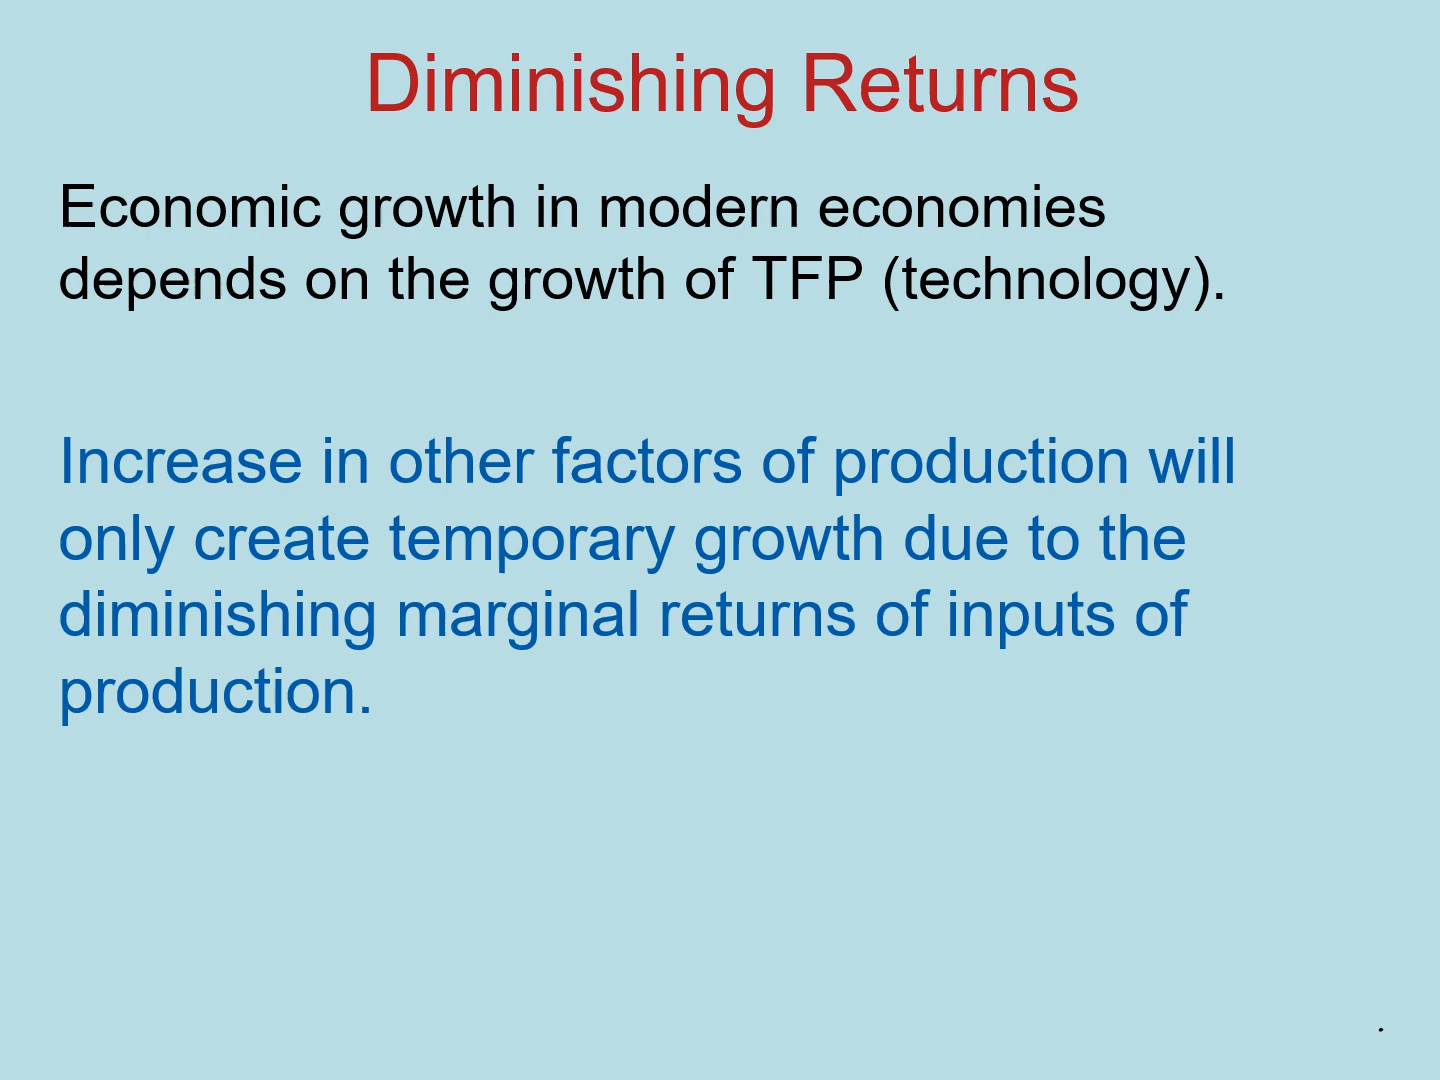 Diminishing Returns
Economic growth in modern economies
depends on the growth of TFP (technology).
Increase in other factors of production will
only create temporary growth due to the
diminishing marginal returns of inputs of
production.
.